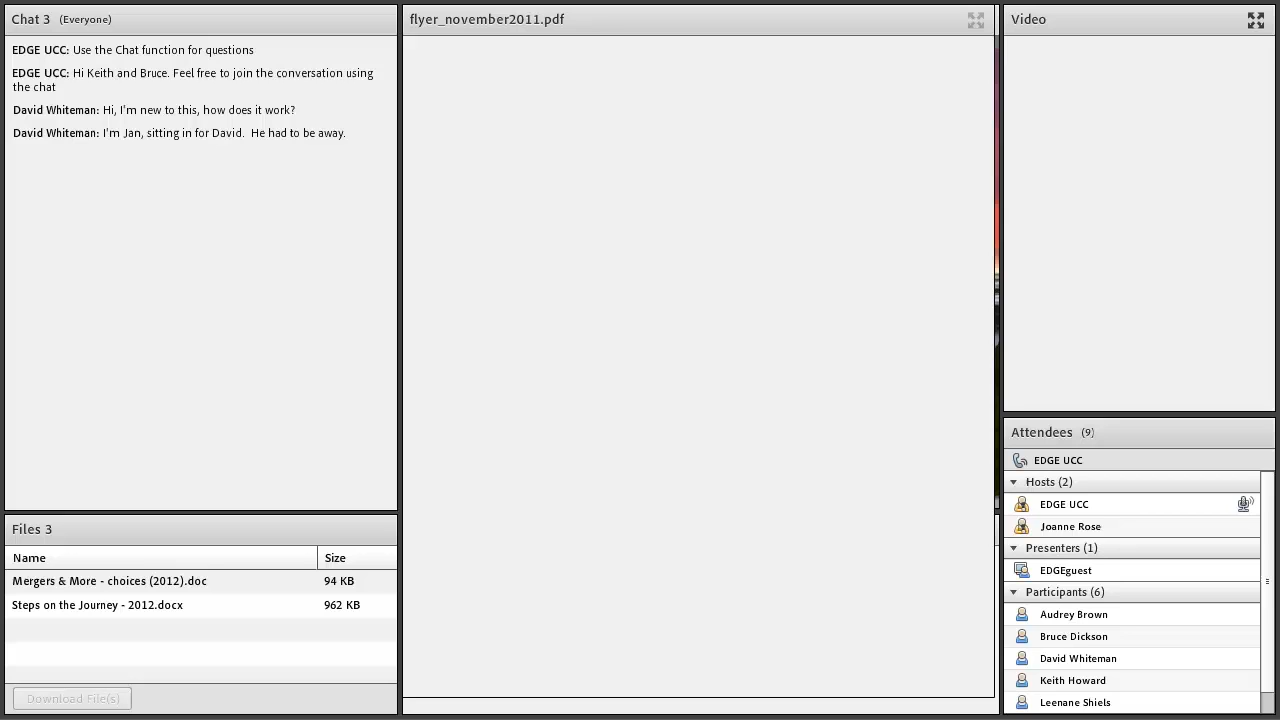 Chat 3 (Everyone)
EDGE UCC: Use the Chat function for questions
EDGE UCC: Hi Keith and Bruce. Feel free to join the conversation using
the chat
David Whiteman: Hi, I'm new to this, how does it work?
David Whiteman: I'm Jan, sitting in for David. He had to be away.
Files 3
Name Size
Mergers & More - choices (2012).doc 94 KB
Steps on the Journey - 2012.docx 962 KB
Download File(s)
flyer_november2011.pdf
Video
Attendees (9)
EDGE UCC
Hosts (2)
EDGE UCC
Joanne Rose
Presenters (1)
EDGEguest
Participants (6)
Audrey Brown
Bruce Dickson
David Whiteman
Keith Howard
Leenane Shiels